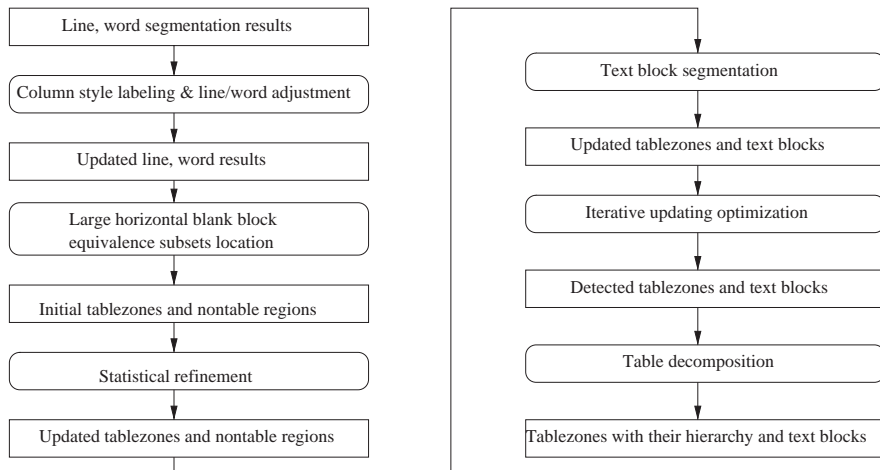 Line, word segmentation results
Column style labeling & line/word adjustment
Updated line, word results
Large horizontal blank block
equivalence subsets location
Initial tablezones and nontable regions
Statistical refinement
Updated tablezones and nontable regions
Text block segmentation
Updated tablezones and text blocks
Iterative updating optimization
Detected tablezones and text blocks
Table decomposition
Tablezones with their hierarchy and text blocks